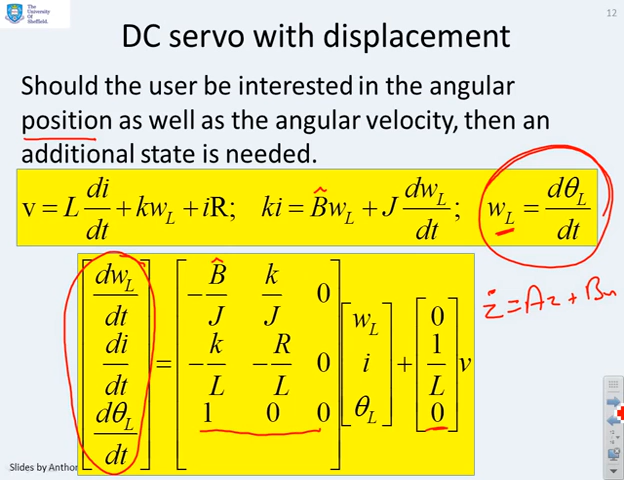 The University Of Sheffield.
12
DC servo with displacement
Should the user be interested in the angular
position as well as the angular velocity, then an
additional state is needed.
v = L di/dt + kw_L + iR; ki = B̂w_L + J dw_L/dt; w_L = dθ_L/dt
[dw_L/dt; di/dt; dθ_L/dt] = [-B̂/J k/J 0; -k/L -R/L 0; 1 0 0] [w_L; i; θ_L] + [0; 1/L; 0] v
ż = Az + Bu
Slides by Anthon